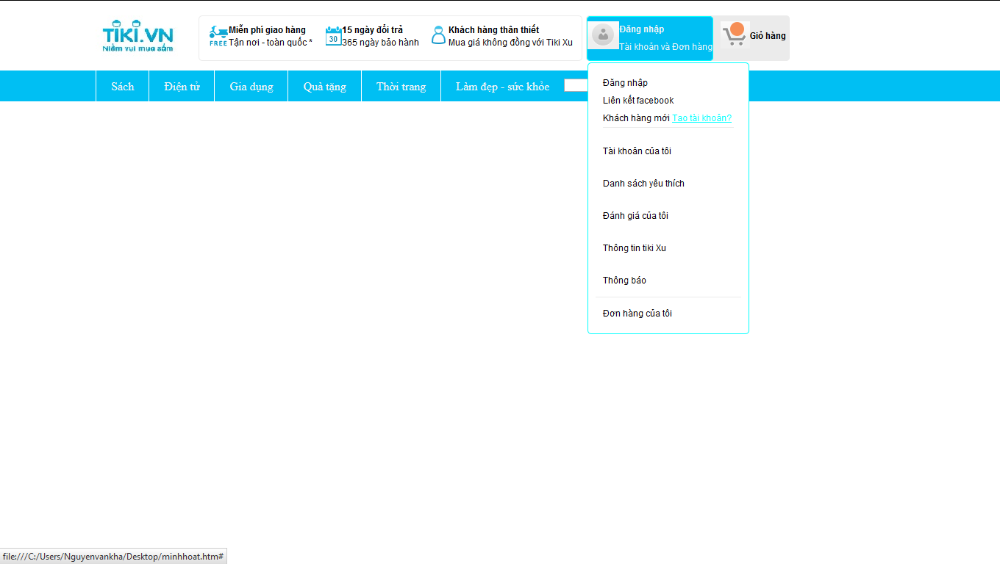 TIKI.VN
Niềm vui mua sắm
Miễn phí giao hàng
Tận nơi - toàn quốc *
FREE
30
15 ngày đổi trả
365 ngày bảo hành
Khách hàng thân thiết
Mua giá không đồng với Tiki Xu
Đăng nhập
Tài khoản và Đơn hàng
Giỏ hàng
Sách
Điện tử
Gia dụng
Quà tặng
Thời trang
Làm đẹp - sức khỏe
Đăng nhập
Liên kết facebook
Khách hàng mới Tạo tài khoản?
Tài khoản của tôi
Danh sách yêu thích
Đánh giá của tôi
Thông tin tiki Xu
Thông báo
Đơn hàng của tôi
file:///C:/Users/Nguyenvankha/Desktop/minhhoat.htm#